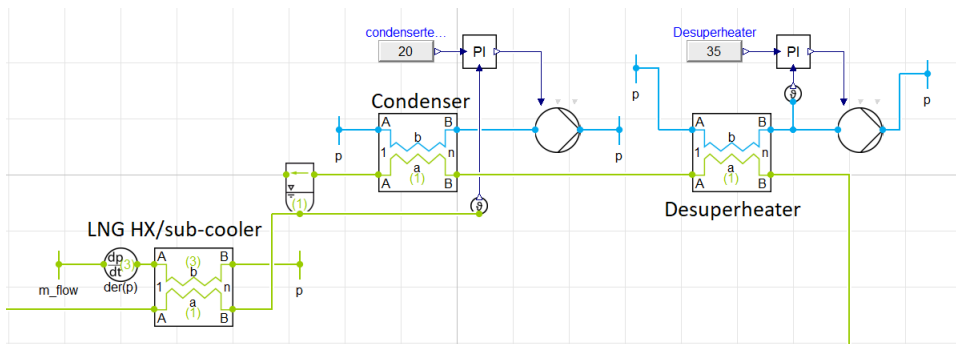 condenserte...
20
PI
Desuperheater
35
PI
p
ϑ
p
Condenser
A B
b
1 n
a
(1)
A B
p
p
A B
b
1 n
a
(1)
A B
(1)
ϑ
Desuperheater
LNG HX/sub-cooler
dp
dt
(3)
der(p)
m_flow
A B
(3)
b
1 n
a
(1)
A B
p